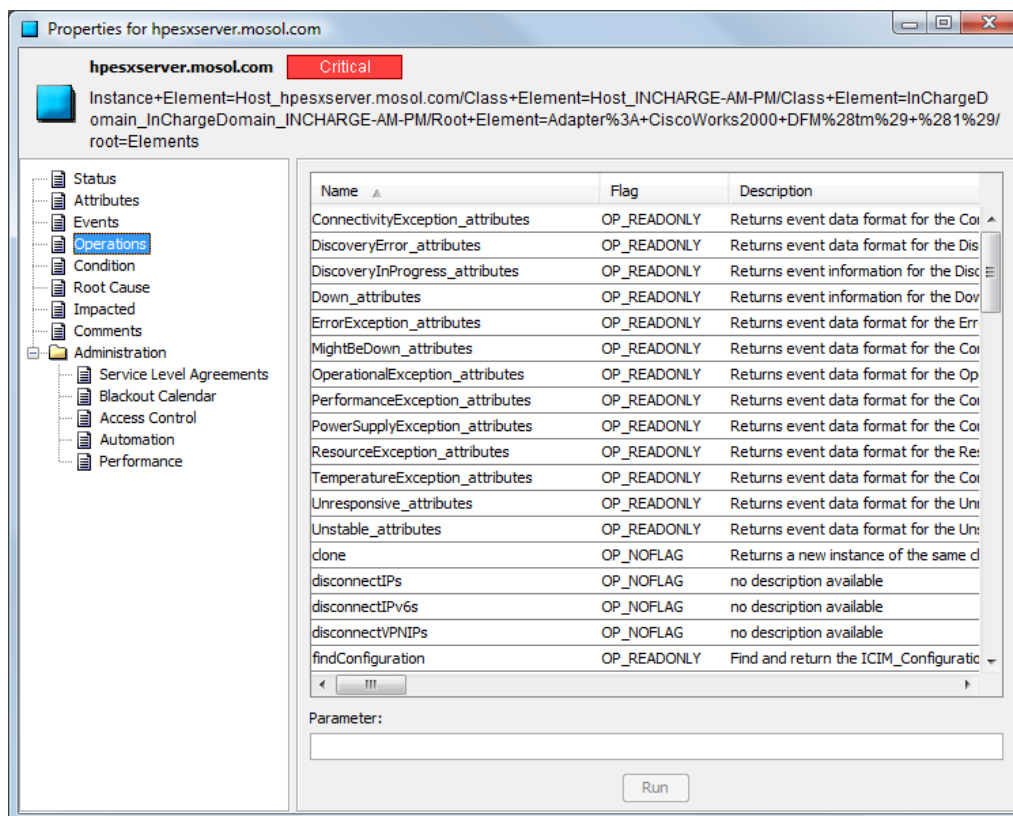 Properties for hpesxserver.mosol.com
hpesxserver.mosol.com Critical
Instance+Element=Host_hpesxserver.mosol.com/Class+Element=Host_INCHARGE-AM-PM/Class+Element=InChargeD
omain_InChargeDomain_INCHARGE-AM-PM/Root+Element=Adapter%3A+CiscoWorks2000+DFM%28tm%29+%281%29/
root=Elements
Status
Attributes
Events
Operations
Condition
Root Cause
Impacted
Comments
Administration
Service Level Agreements
Blackout Calendar
Access Control
Automation
Performance
Name Flag Description
ConnectivityException_attributes OP_READONLY Returns event data format for the Co
DiscoveryError_attributes OP_READONLY Returns event data format for the Dis
DiscoveryInProgress_attributes OP_READONLY Returns event information for the Disc
Down_attributes OP_READONLY Returns event information for the Dow
ErrorException_attributes OP_READONLY Returns event data format for the Err
MightBeDown_attributes OP_READONLY Returns event data format for the Co
OperationalException_attributes OP_READONLY Returns event data format for the Op
PerformanceException_attributes OP_READONLY Returns event data format for the Co
PowerSupplyException_attributes OP_READONLY Returns event data format for the Co
ResourceException_attributes OP_READONLY Returns event data format for the Res
TemperatureException_attributes OP_READONLY Returns event data format for the Co
Unresponsive_attributes OP_READONLY Returns event data format for the Un
Unstable_attributes OP_READONLY Returns event data format for the Uns
clone OP_NOFLAG Returns a new instance of the same cl
disconnectIPs OP_NOFLAG no description available
disconnectIPv6s OP_NOFLAG no description available
disconnectVPNIPs OP_NOFLAG no description available
findConfiguration OP_READONLY Find and return the ICIM_Configuratio
Parameter:
Run